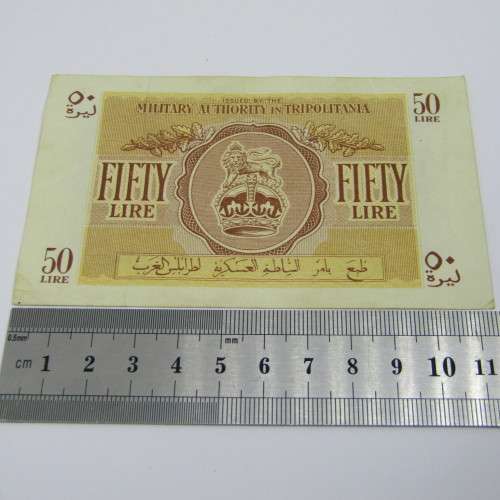 ISSUED BY THE
MILITARY AUTHORITY IN TRIPOLITANIA
٥٠
ليرة
50
LIRE
FIFTY
LIRE
FIFTY
LIRE
50
LIRE
طبع بامر السلطة العسكرية لطرابلس الغرب
٥٠
ليرة
0.5mm
mm
cm 1 2 3 4 5 6 7 8 9 10 11